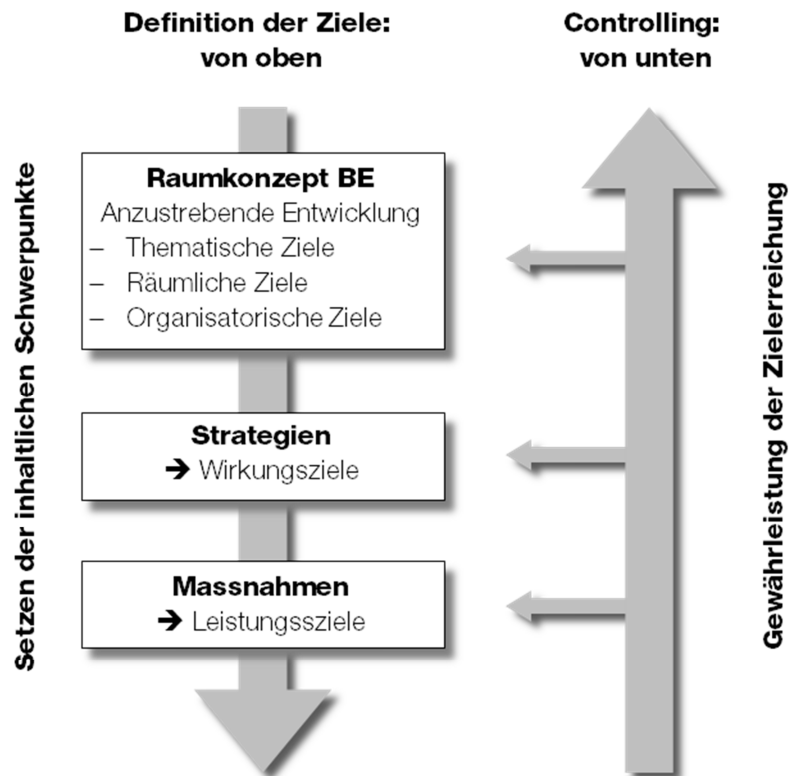 Definition der Ziele:
von oben
Controlling:
von unten
Setzen der inhaltlichen Schwerpunkte
Raumkonzept BE
Anzustrebende Entwicklung
– Thematische Ziele
– Räumliche Ziele
– Organisatorische Ziele
Strategien
➔ Wirkungsziele
Massnahmen
➔ Leistungssziele
Gewährleistung der Zielerreichung